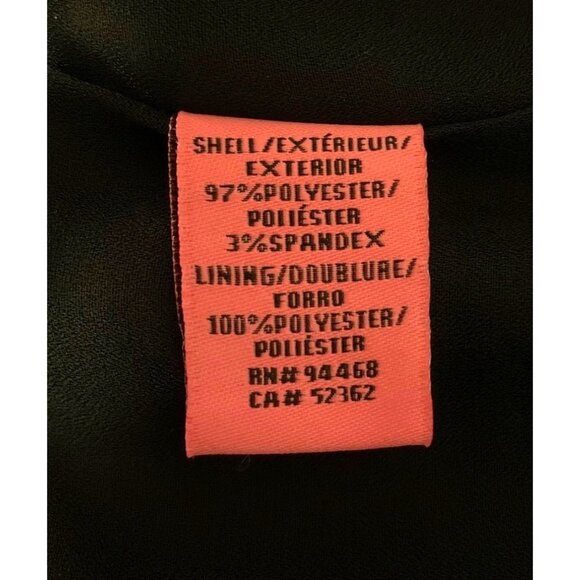 SHELL/EXTÉRIEUR/
EXTERIOR
97%POLYESTER/
POLIÉSTER
3%SPANDEX
LINING/DOUBLURE/
FORRO
100%POLYESTER/
POLIÉSTER
RN# 94468
CA# 52362